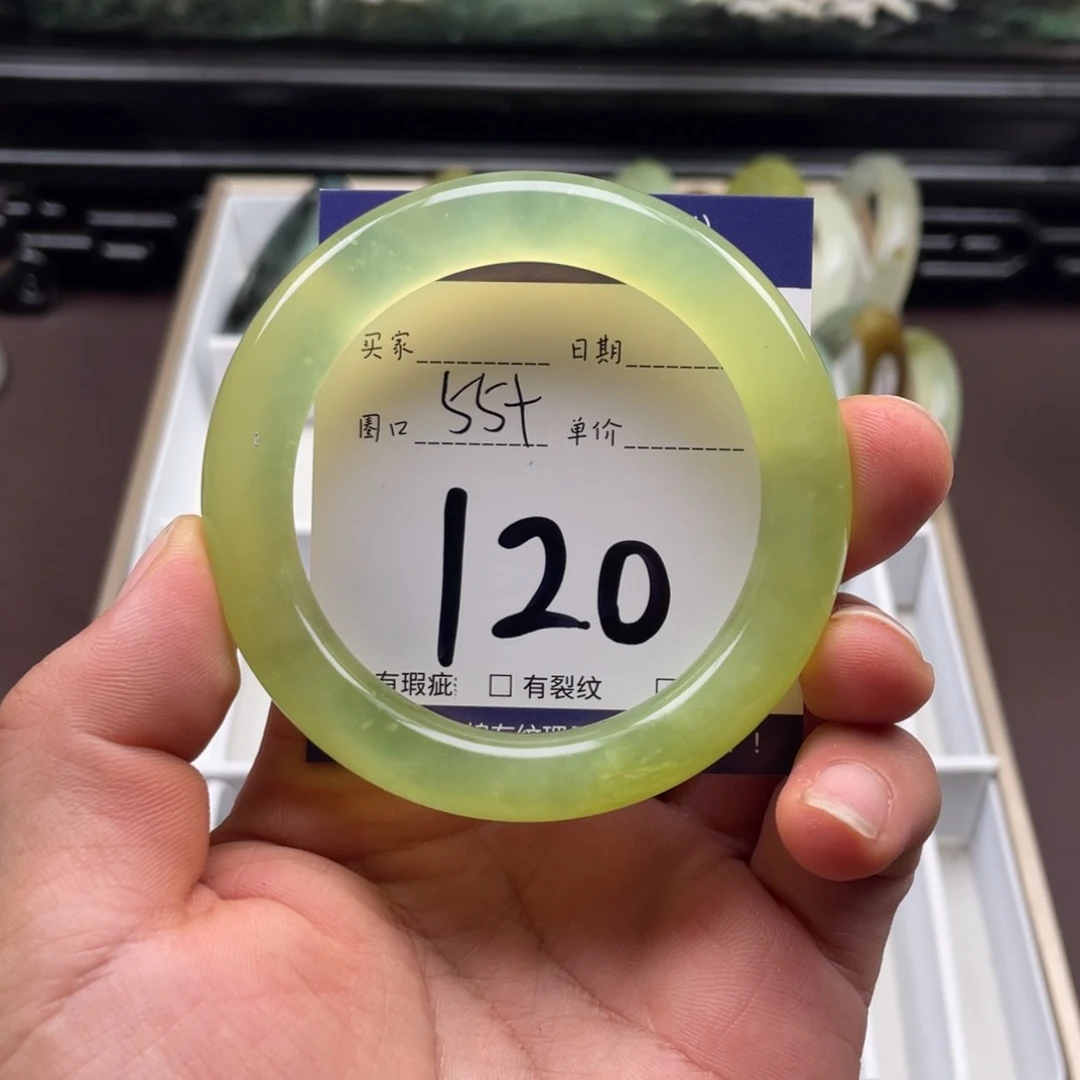 买家 日期
圈口 55+ 单价
120
有瑕疵 □ 有裂纹 □